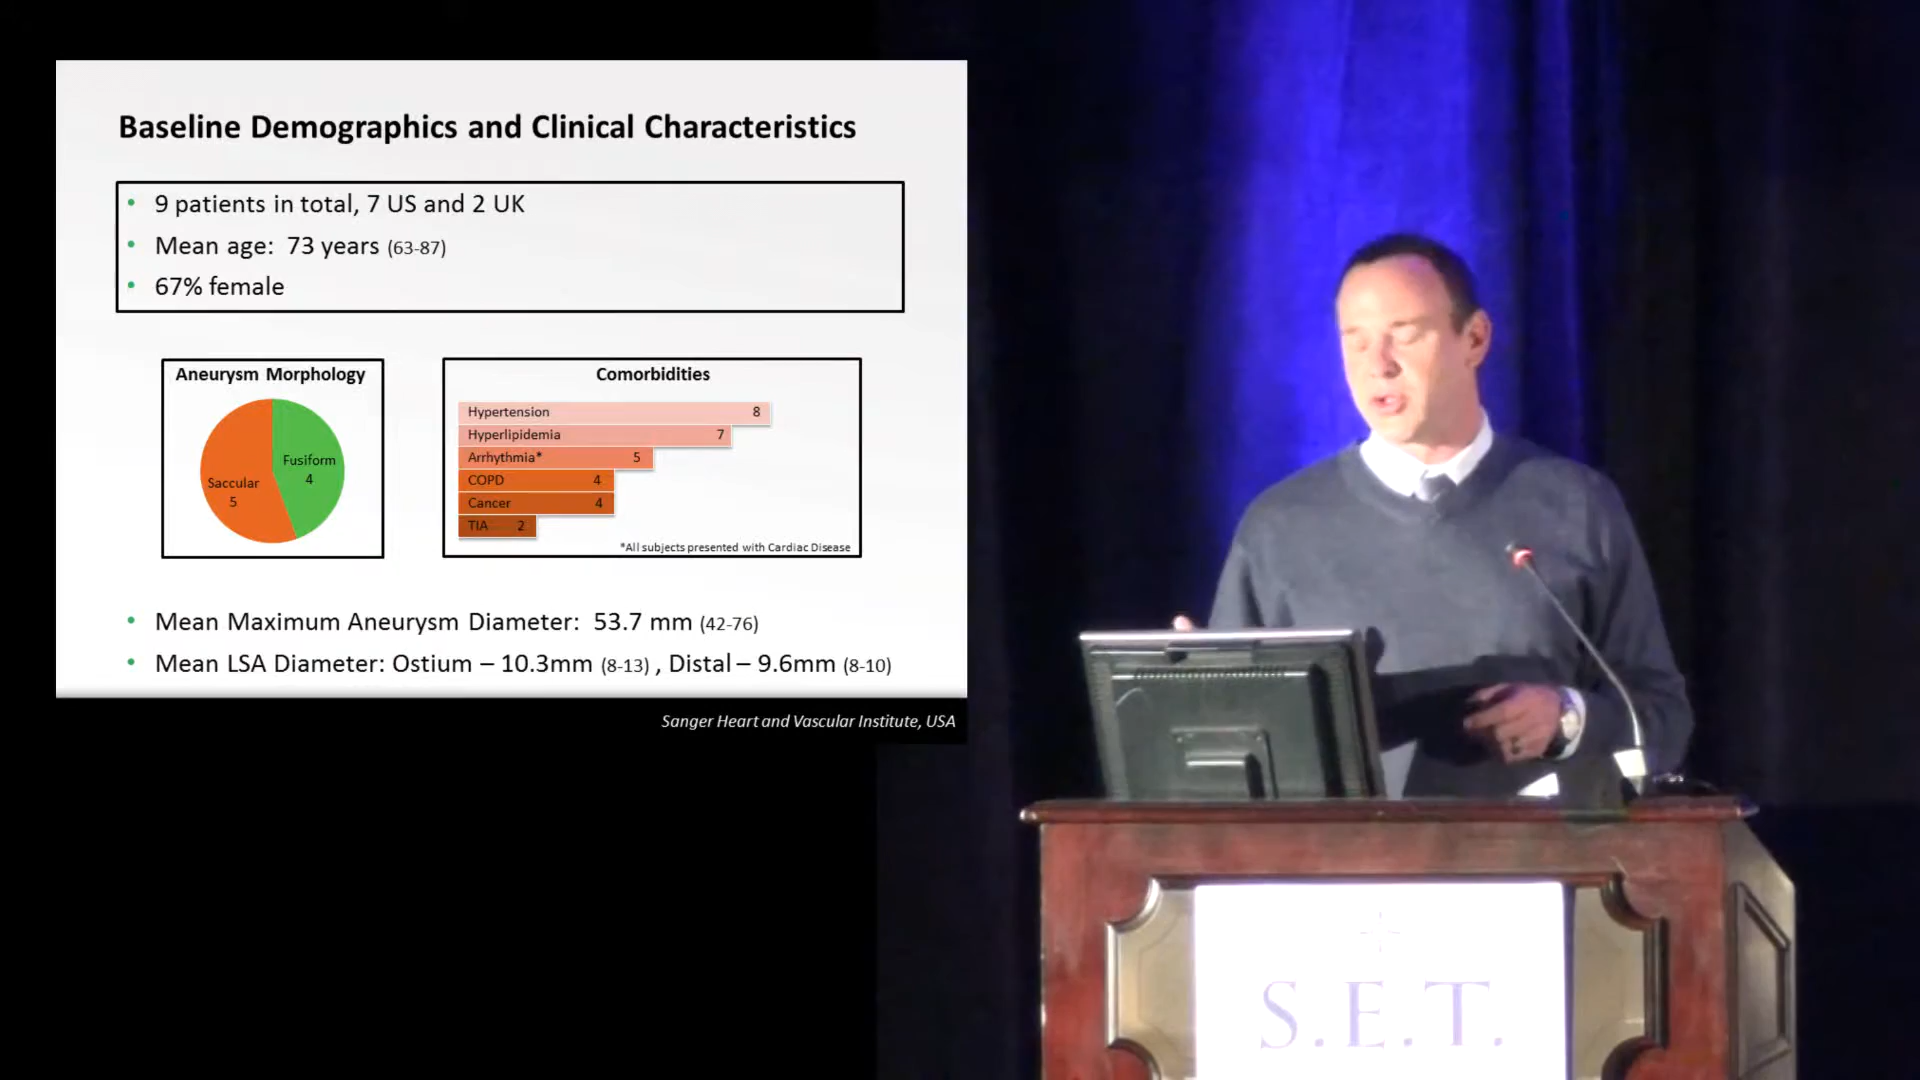 Baseline Demographics and Clinical Characteristics
• 9 patients in total, 7 US and 2 UK
• Mean age: 73 years (63-87)
• 67% female
Aneurysm Morphology
Fusiform
4
Saccular
5
Comorbidities
Hypertension 8
Hyperlipidemia 7
Arrhythmia* 5
COPD 4
Cancer 4
TIA 2
*All subjects presented with Cardiac Disease
• Mean Maximum Aneurysm Diameter: 53.7 mm (42-76)
• Mean LSA Diameter: Ostium – 10.3mm (8-13) , Distal – 9.6mm (8-10)
Sanger Heart and Vascular Institute, USA
S.E.T.